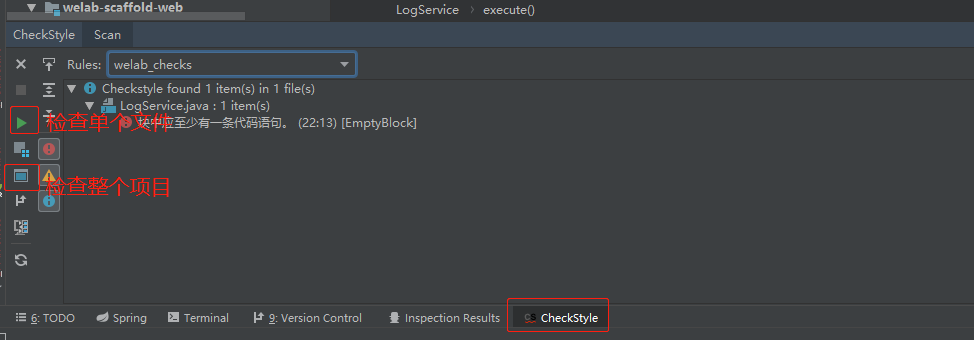 welab-scaffold-web
LogService > execute()
CheckStyle Scan
Rules: welab_checks
Checkstyle found 1 item(s) in 1 file(s)
LogService.java : 1 item(s)
检查单个文件
块中应至少有一条代码语句。 (22:13) [EmptyBlock]
检查整个项目
6: TODO Spring Terminal 9: Version Control Inspection Results CS CheckStyle